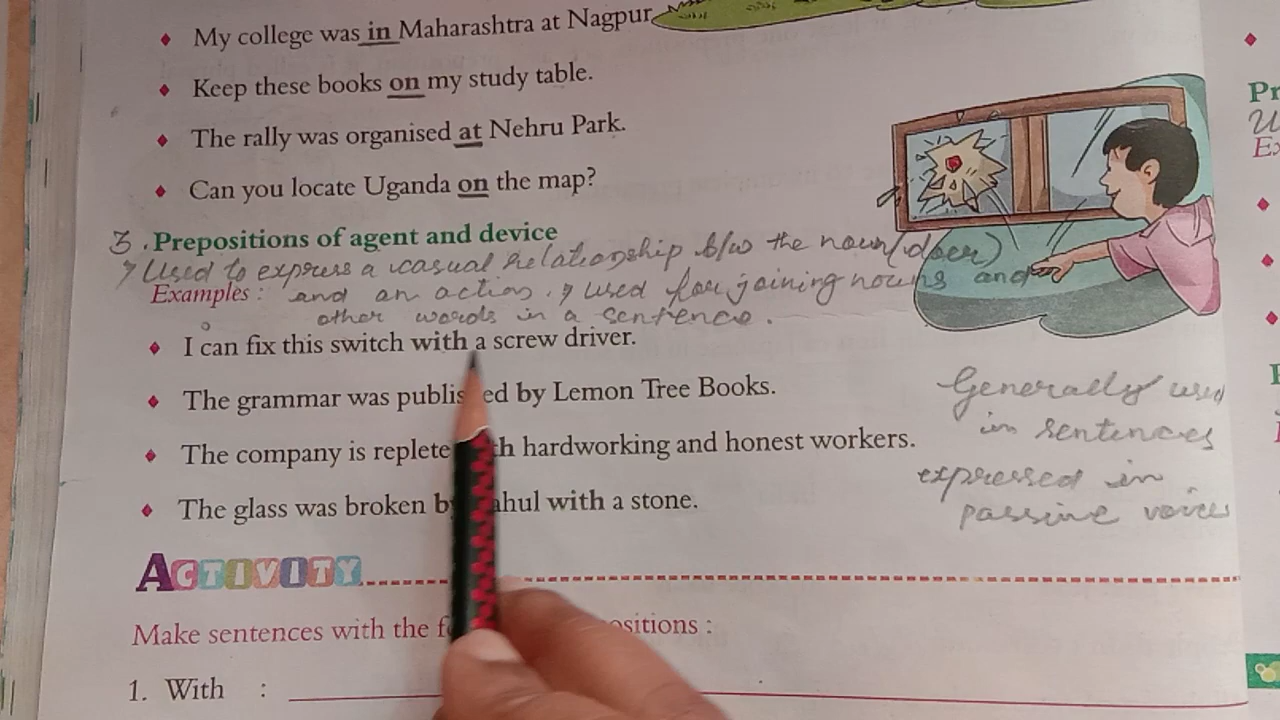 My college was in Maharashtra at Nagpur.
Keep these books on my study table.
The rally was organised at Nehru Park.
Can you locate Uganda on the map?
3. Prepositions of agent and device
Used to express a casual relationship b/w the noun (doer)
Examples : and an action. used for joining nouns and
other words in a sentence.
I can fix this switch with a screw driver.
The grammar was publis ed by Lemon Tree Books.
The company is replete th hardworking and honest workers.
The glass was broken b ahul with a stone.
Generally used
in sentences
expressed in
passive voice
ACTIVITY
Make sentences with the f ositions :
1. With :
Pr
Ex